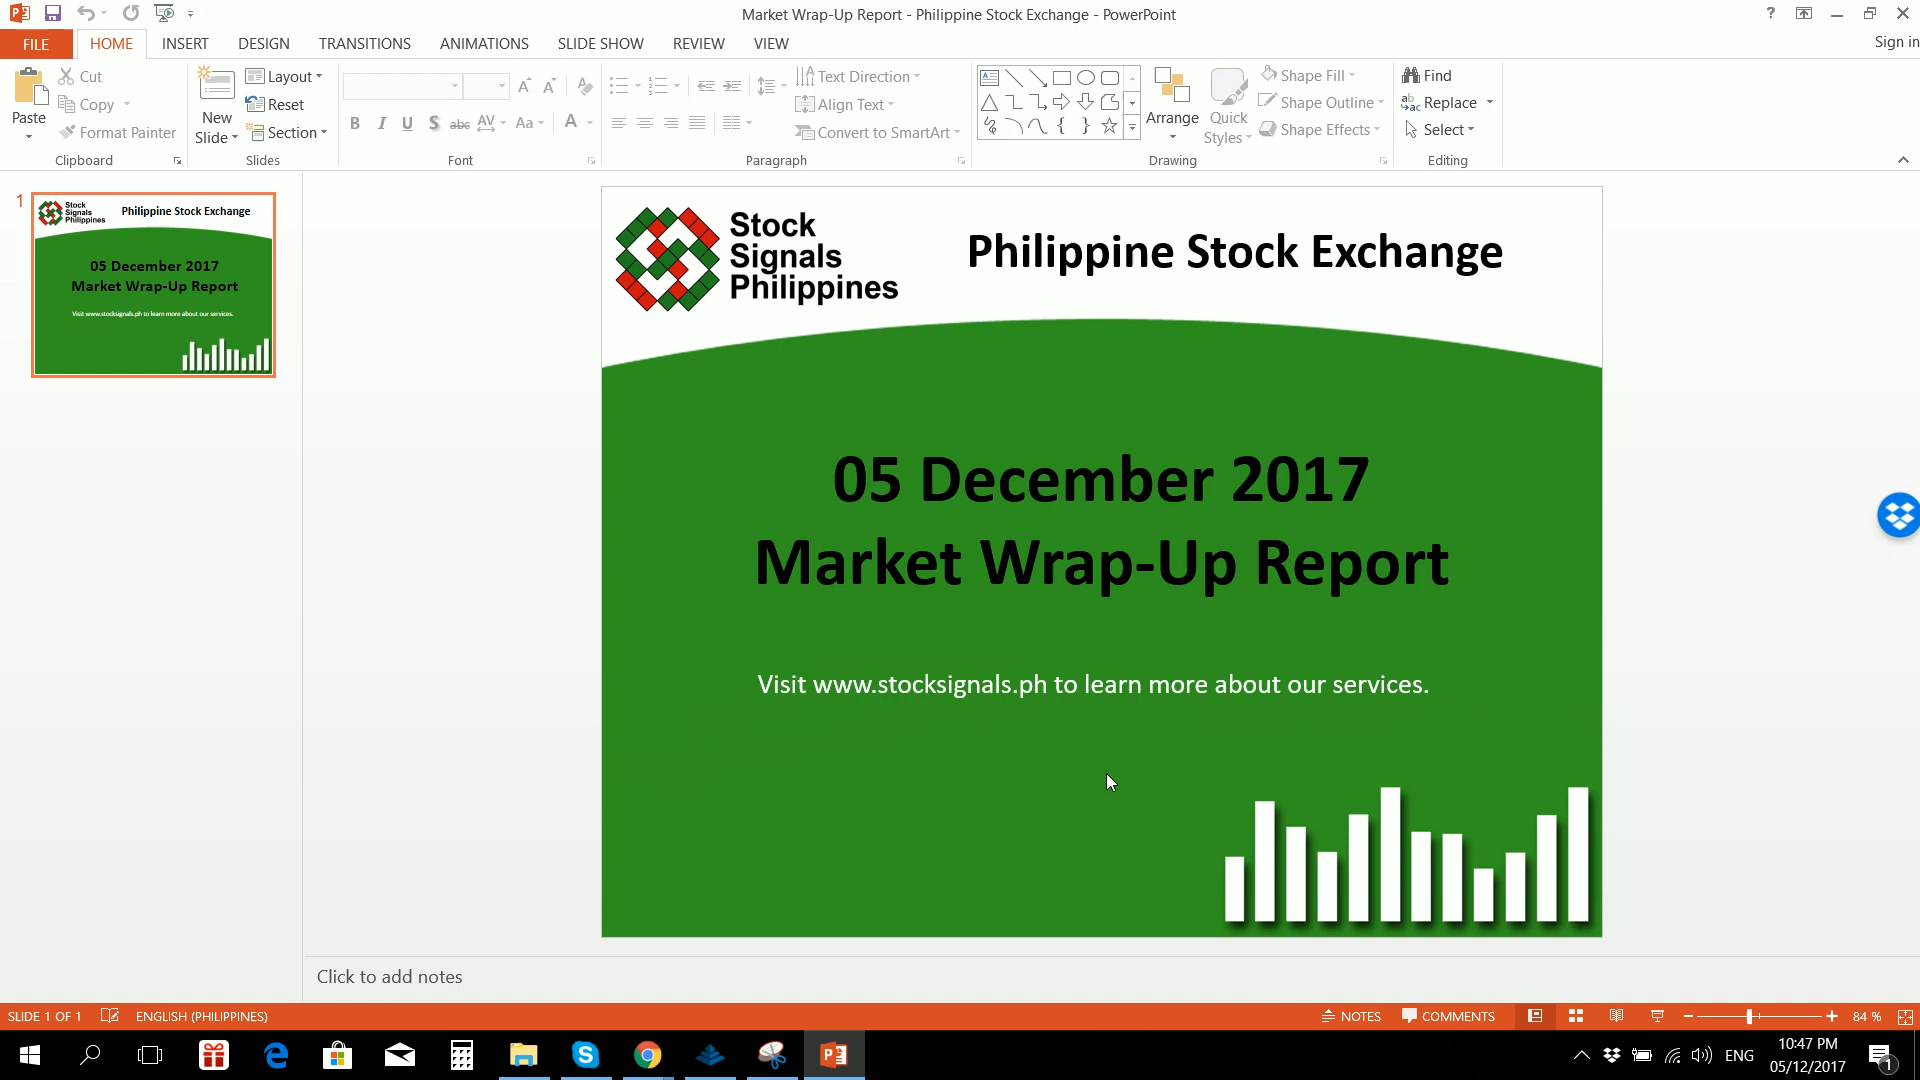 Market Wrap-Up Report - Philippine Stock Exchange - PowerPoint
?
FILE
HOME
INSERT
DESIGN
TRANSITIONS
ANIMATIONS
SLIDE SHOW
REVIEW
VIEW
Sign in
Paste
Cut
Copy
Format Painter
Clipboard
New
Slide
Layout
Reset
Section
Slides
B I U S abc AV Aa A
Font
Text Direction
Align Text
Convert to SmartArt
Paragraph
Arrange
Quick
Styles
Shape Fill
Shape Outline
Shape Effects
Drawing
Find
Replace
Select
Editing
1
Stock
Signals
Philippines
Philippine Stock Exchange
05 December 2017
Market Wrap-Up Report
Visit www.stocksignals.ph to learn more about our services.
Stock
Signals
Philippines
Philippine Stock Exchange
05 December 2017
Market Wrap-Up Report
Visit www.stocksignals.ph to learn more about our services.
Click to add notes
SLIDE 1 OF 1
ENGLISH (PHILIPPINES)
NOTES
COMMENTS
84 %
ENG
10:47 PM
05/12/2017
1